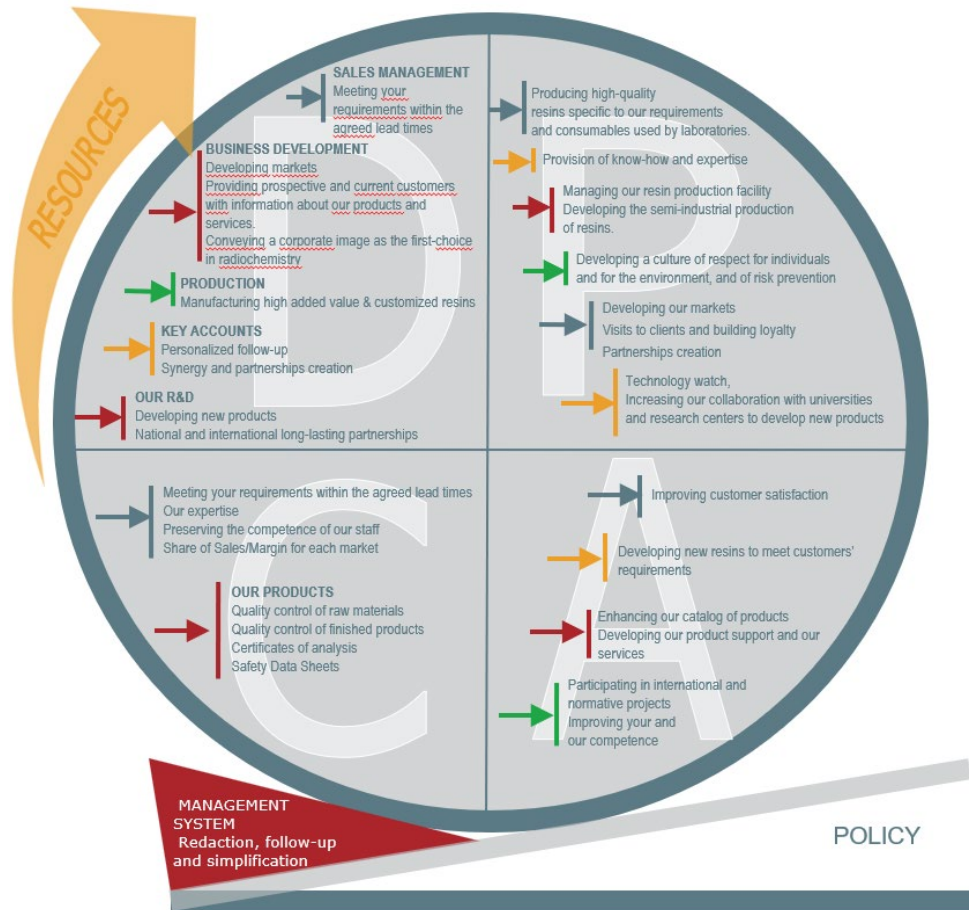 RESOURCES
D
SALES MANAGEMENT
Meeting your
requirements within the
agreed lead times
BUSINESS DEVELOPMENT
Developing markets
Providing prospective and current customers
with information about our products and
services.
Conveying a corporate image as the first-choice
in radiochemistry
PRODUCTION
Manufacturing high added value & customized resins
KEY ACCOUNTS
Personalized follow-up
Synergy and partnerships creation
OUR R&D
Developing new products
National and international long-lasting partnerships
P
Producing high-quality
resins specific to our requirements
and consumables used by laboratories.
Provision of know-how and expertise
Managing our resin production facility
Developing the semi-industrial production
of resins.
Developing a culture of respect for individuals
and for the environment, and of risk prevention
Developing our markets
Visits to clients and building loyalty
Partnerships creation
Technology watch,
Increasing our collaboration with universities
and research centers to develop new products
C
Meeting your requirements within the agreed lead times
Our expertise
Preserving the competence of our staff
Share of Sales/Margin for each market
OUR PRODUCTS
Quality control of raw materials
Quality control of finished products
Certificates of analysis
Safety Data Sheets
A
Improving customer satisfaction
Developing new resins to meet customers'
requirements
Enhancing our catalog of products
Developing our product support and our
services
Participating in international and
normative projects
Improving your and
our competence
MANAGEMENT
SYSTEM
Redaction, follow-up
and simplification
POLICY